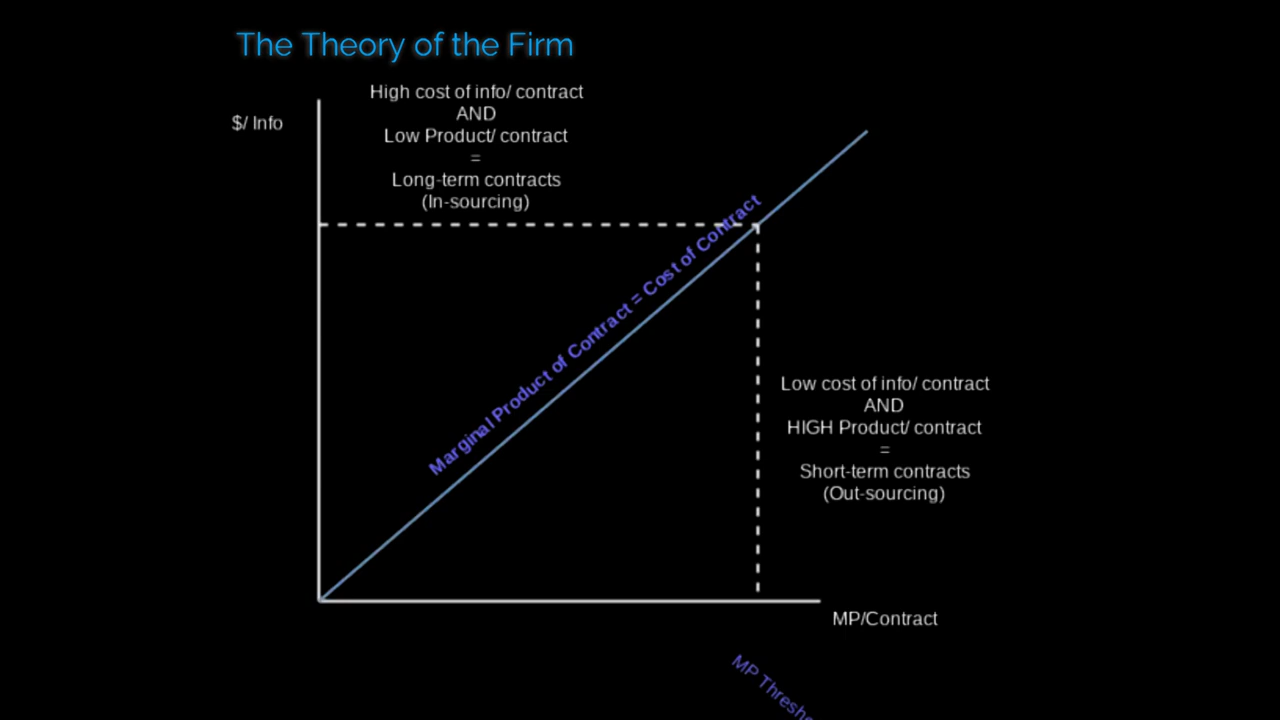 The Theory of the Firm
High cost of info/ contract
AND
Low Product/ contract
=
Long-term contracts
(In-sourcing)
$/ Info
Marginal Product of Contract = Cost of Contract
Low cost of info/ contract
AND
HIGH Product/ contract
=
Short-term contracts
(Out-sourcing)
MP/Contract
MP